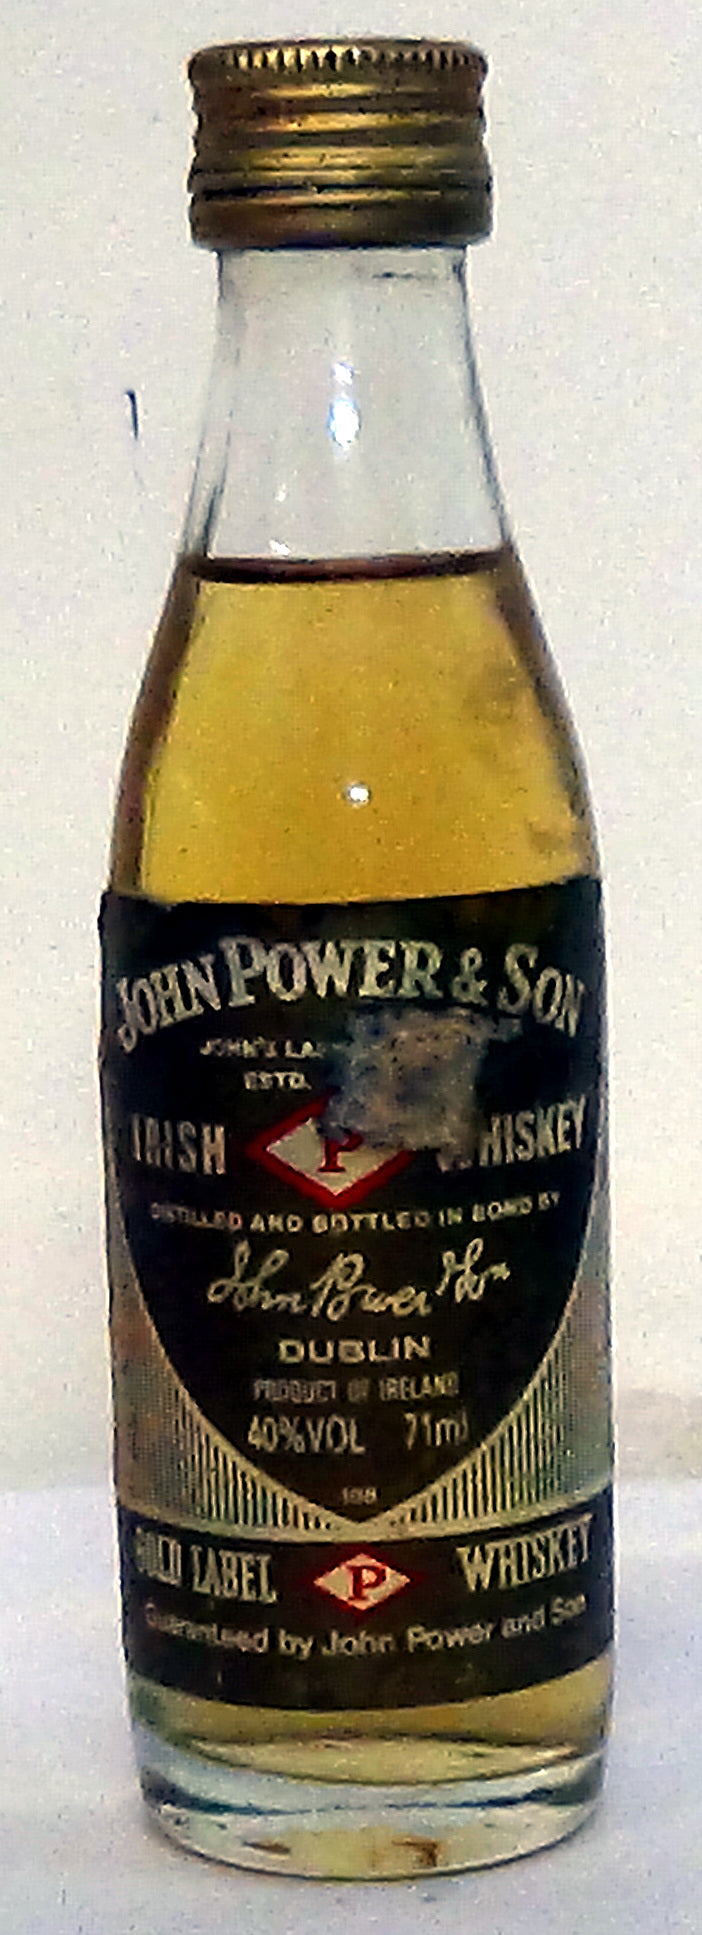 JOHN POWER & SON
JOHN'S LA
ESTD.
IRISH P WHISKEY
DISTILLED AND BOTTLED IN BOND BY
John Power & Son
DUBLIN
PRODUCT OF IRELAND
40%VOL 71ml
GOLD LABEL P WHISKEY
Guaranteed by John Power and Son